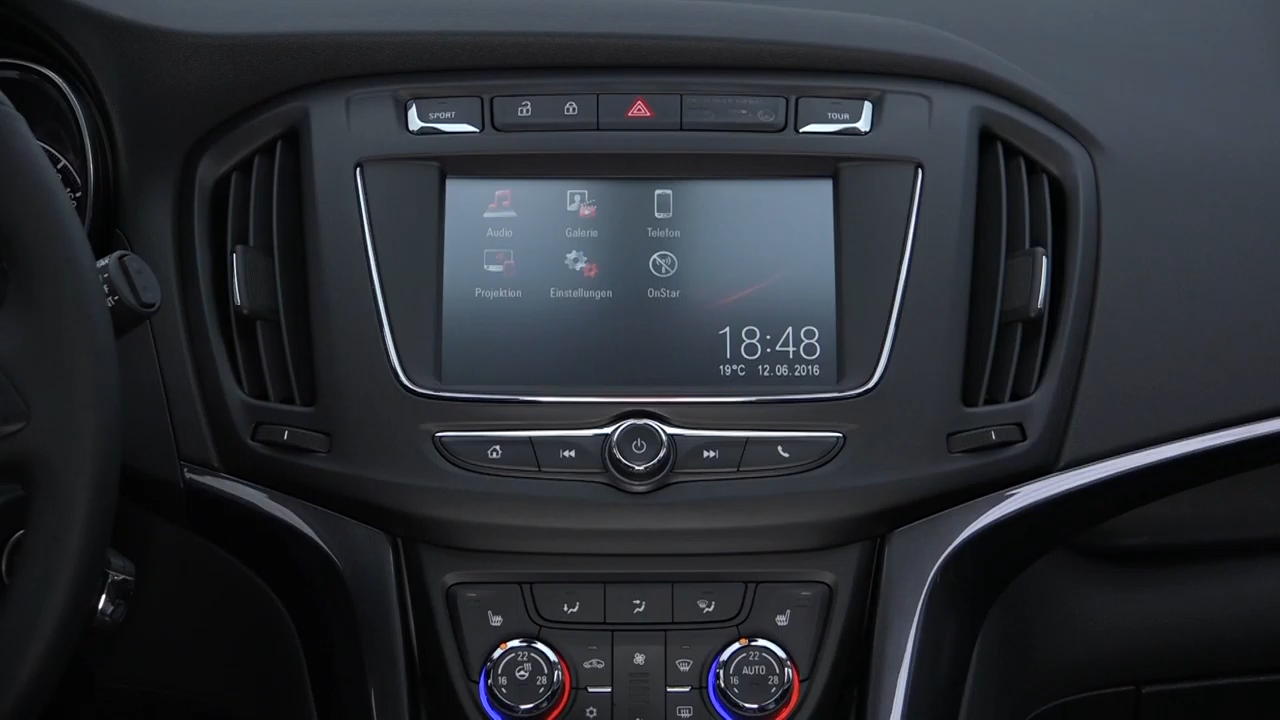 SPORT
TOUR
Audio
Galerie
Telefon
Projektion
Einstellungen
OnStar
18:48
19°C 12.06.2016
22
16 28
22
AUTO
16 28